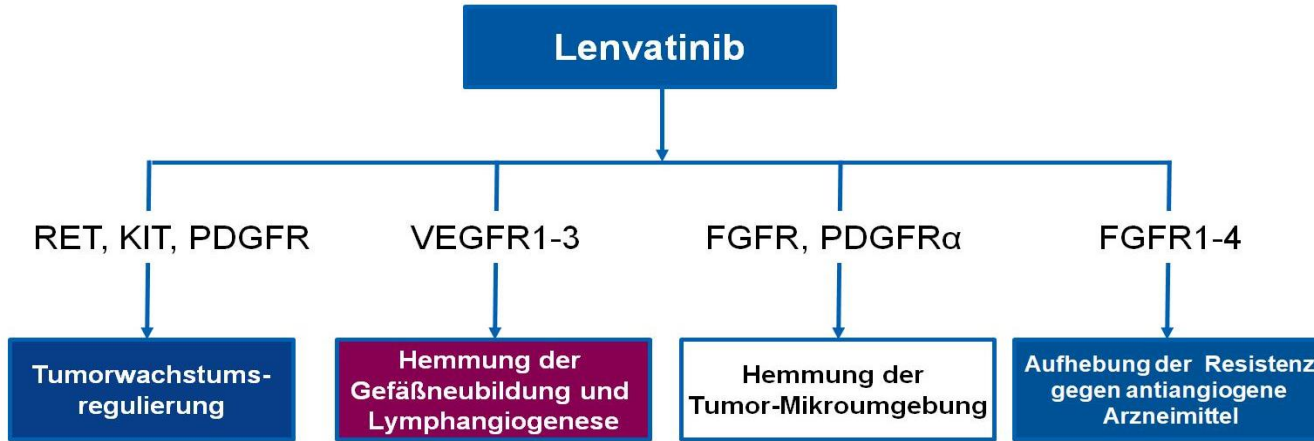 Lenvatinib
RET, KIT, PDGFR
VEGFR1-3
FGFR, PDGFRα
FGFR1-4
Tumorwachstums-
regulierung
Hemmung der
Gefäßneubildung und
Lymphangiogenese
Hemmung der
Tumor-Mikroumgebung
Aufhebung der Resistenz
gegen antiangiogene
Arzneimittel